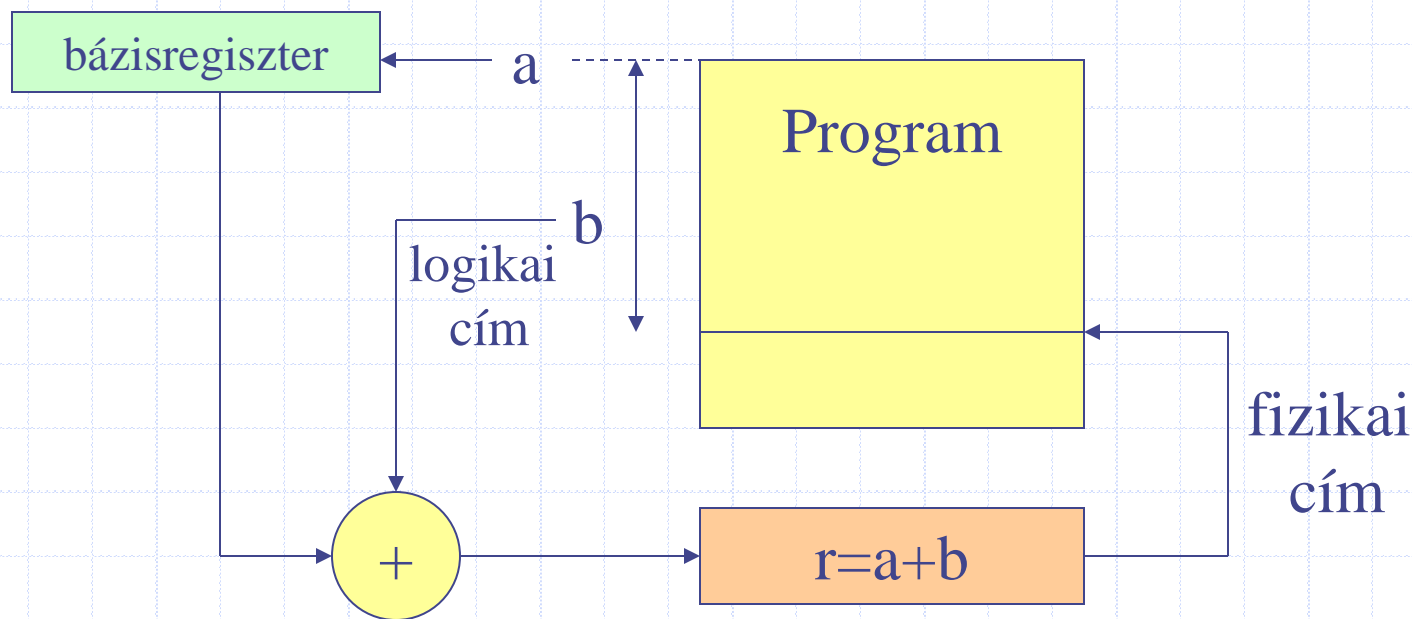 bázisregiszter
a
Program
b
logikai
cím
fizikai
cím
+
r=a+b